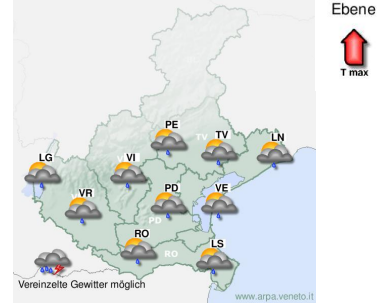 Ebene
T max
PE
TV
TV
LN
LG
VI
VR
PD
VE
PD
RO
RO
LS
Vereinzelte Gewitter möglich
www.arpa.veneto.it